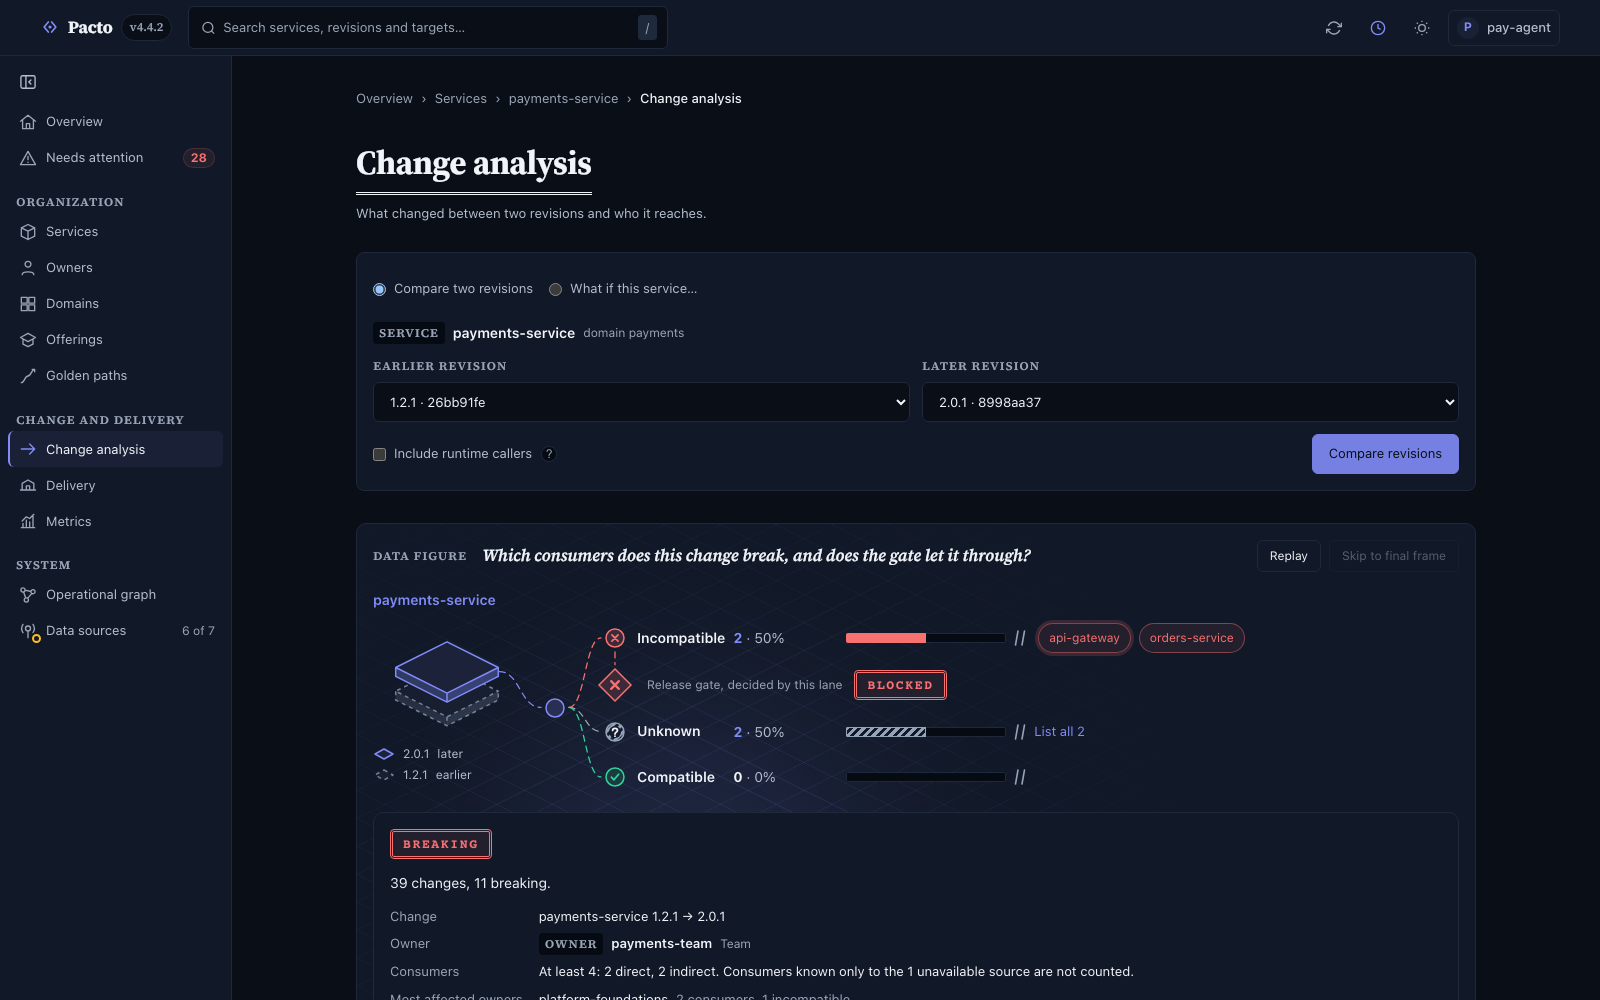 Pacto v4.4.2 Search services, revisions and targets... / P pay-agent
Overview
Needs attention 28
ORGANIZATION
Services
Owners
Domains
Offerings
Golden paths
CHANGE AND DELIVERY
Change analysis
Delivery
Metrics
SYSTEM
Operational graph
Data sources 6 of 7
Overview › Services › payments-service › Change analysis
Change analysis
What changed between two revisions and who it reaches.
Compare two revisions What if this service...
SERVICE payments-service domain payments
EARLIER REVISION LATER REVISION
1.2.1 · 26bb91fe 2.0.1 · 8998aa37
Include runtime callers ? Compare revisions
DATA FIGURE Which consumers does this change break, and does the gate let it through? Replay Skip to final frame
payments-service
Incompatible 2 · 50% // api-gateway orders-service
Release gate, decided by this lane BLOCKED
? Unknown 2 · 50% // List all 2
2.0.1 later
1.2.1 earlier
Compatible 0 · 0% //
BREAKING
39 changes, 11 breaking.
Change payments-service 1.2.1 → 2.0.1
Owner OWNER payments-team Team
Consumers At least 4: 2 direct, 2 indirect. Consumers known only to the 1 unavailable source are not counted.
Most affected owners platform-foundations 2 consumers, 1 incompatible